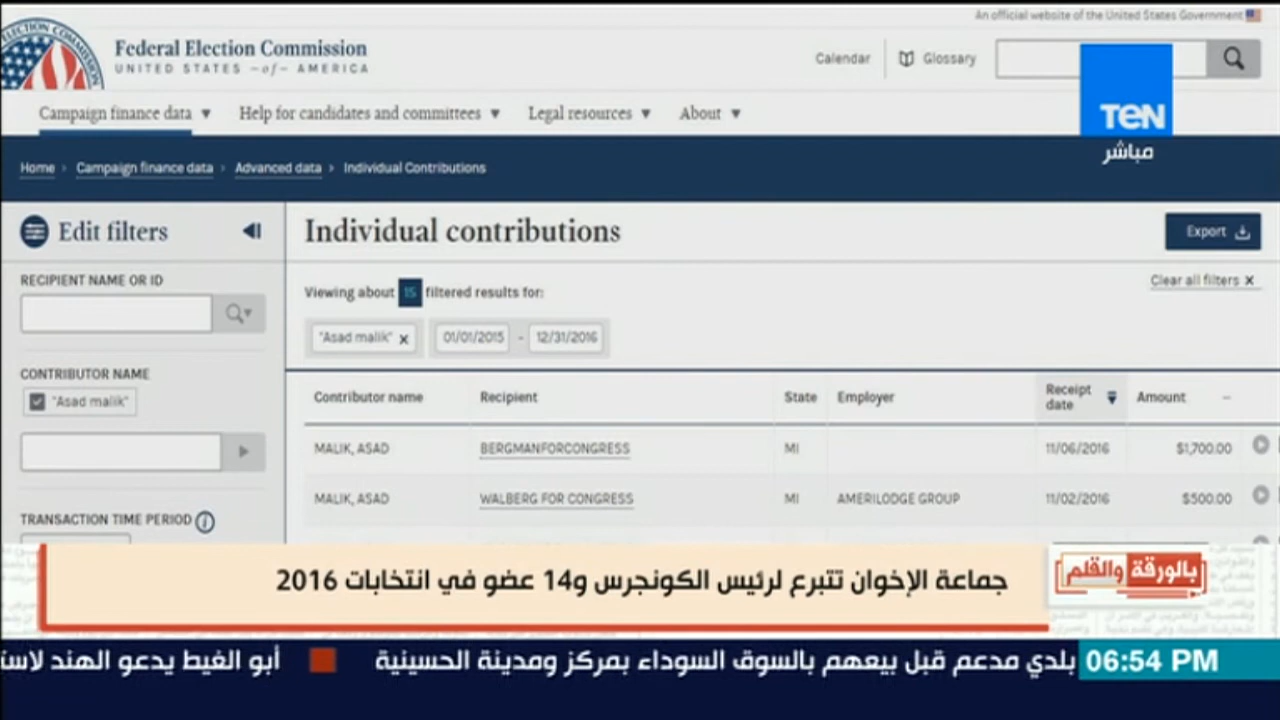 An official website of the United States Government
ELECTION COMMISSION
Federal Election Commission
UNITED STATES -of- AMERICA
Calendar
Glossary
TEN
مباشر
Campaign finance data ▼ Help for candidates and committees ▼ Legal resources ▼ About ▼
Home › Campaign finance data › Advanced data › Individual Contributions
Edit filters
Individual contributions
Export
RECIPIENT NAME OR ID
Viewing about 15 filtered results for:
Clear all filters x
"Asad malik" x 01/01/2015 - 12/31/2016
CONTRIBUTOR NAME
"Asad malik"
Contributor name Recipient State Employer Receipt date Amount
MALIK, ASAD BERGMANFORCONGRESS MI 11/06/2016 $1,700.00
MALIK, ASAD WALBERG FOR CONGRESS MI AMERILODGE GROUP 11/02/2016 $500.00
TRANSACTION TIME PERIOD
بالورقة والقلم
جماعة الإخوان تتبرع لرئيس الكونجرس و14 عضو في انتخابات 2016
بلدي مدعم قبل بيعهم بالسوق السوداء بمركز ومدينة الحسينية
أبو الغيط يدعو الهند لاست
06:54 PM